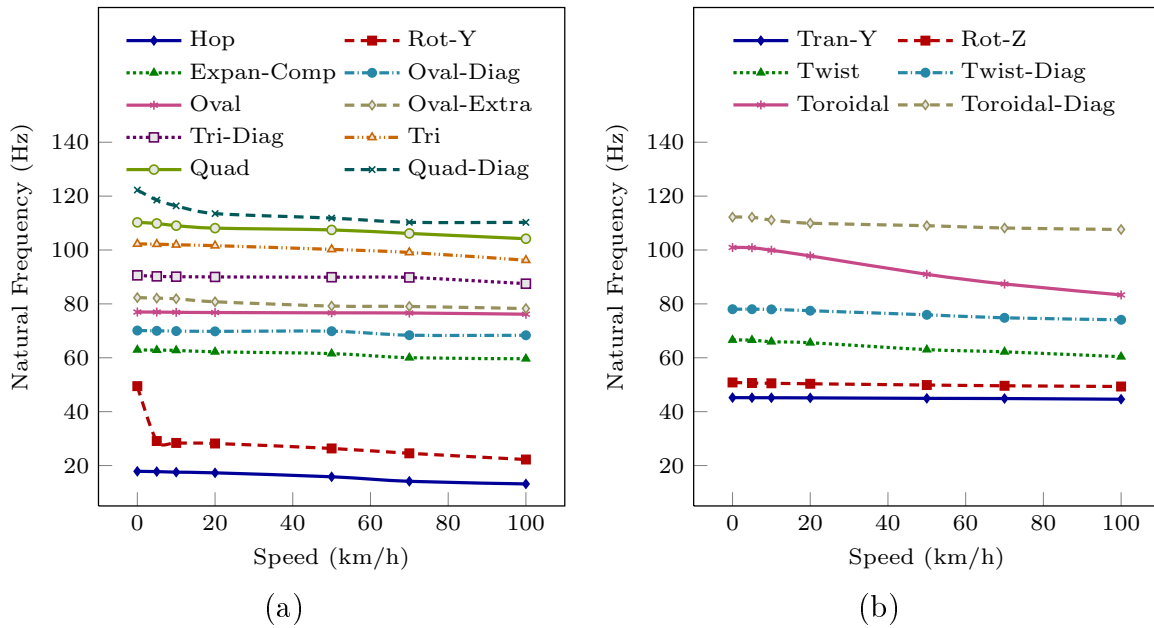 Hop Rot-Y
Expan-Comp Oval-Diag
Oval Oval-Extra
Tri-Diag Tri
Quad Quad-Diag
Natural Frequency (Hz)
140
120
100
80
60
40
20
0 20 40 60 80 100
Speed (km/h)
(a)
Tran-Y Rot-Z
Twist Twist-Diag
Toroidal Toroidal-Diag
Natural Frequency (Hz)
140
120
100
80
60
40
20
0 20 40 60 80 100
Speed (km/h)
(b)